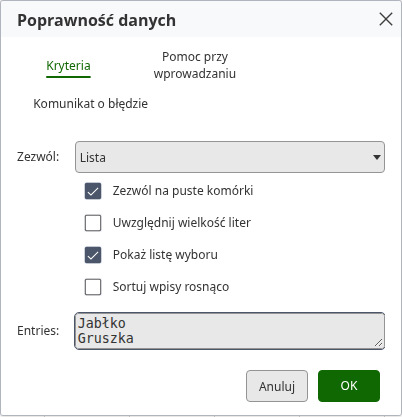 Poprawność danych
Kryteria
Pomoc przy
wprowadzaniu
Komunikat o błędzie
Zezwól:
Lista
Zezwól na puste komórki
Uwzględnij wielkość liter
Pokaż listę wyboru
Sortuj wpisy rosnąco
Entries:
Jabłko
Gruszka
Anuluj
OK